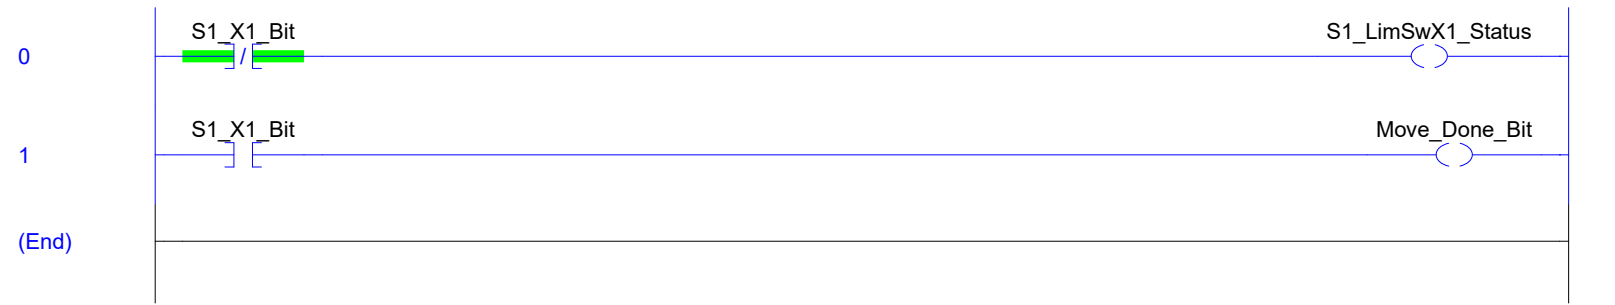 S1_X1_Bit S1_LimSwX1_Status
0 /
S1_X1_Bit Move_Done_Bit
1
(End)